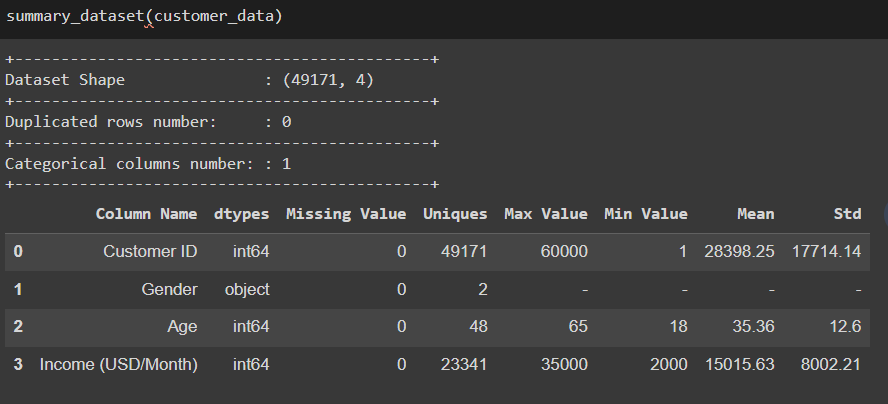 summary_dataset(customer_data)
+---------------------------------------------+
Dataset Shape : (49171, 4)
+---------------------------------------------+
Duplicated rows number: : 0
+---------------------------------------------+
Categorical columns number: : 1
+---------------------------------------------+
Column Name dtypes Missing Value Uniques Max Value Min Value Mean Std
0 Customer ID int64 0 49171 60000 1 28398.25 17714.14
1 Gender object 0 2 - - - -
2 Age int64 0 48 65 18 35.36 12.6
3 Income (USD/Month) int64 0 23341 35000 2000 15015.63 8002.21